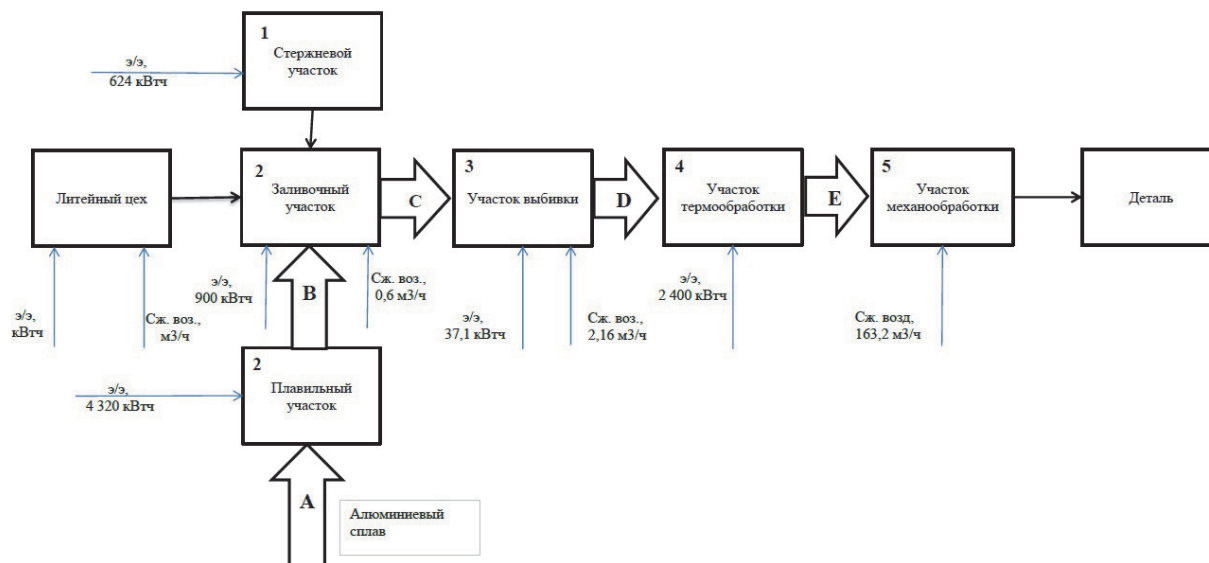 1
Стержневой
участок
э/э,
624 кВтч
Литейный цех
2
Заливочный
участок
C
3
Участок выбивки
D
4
Участок
термообработки
E
5
Участок
механообработки
Деталь
э/э,
кВтч
Сж. воз.,
м3/ч
э/э,
900 кВтч
B
Сж. воз.,
0,6 м3/ч
э/э,
37,1 кВтч
Сж. воз.,
2,16 м3/ч
э/э,
2 400 кВтч
Сж. возд,
163,2 м3/ч
2
Плавильный
участок
э/э,
4 320 кВтч
A
Алюминиевый
сплав